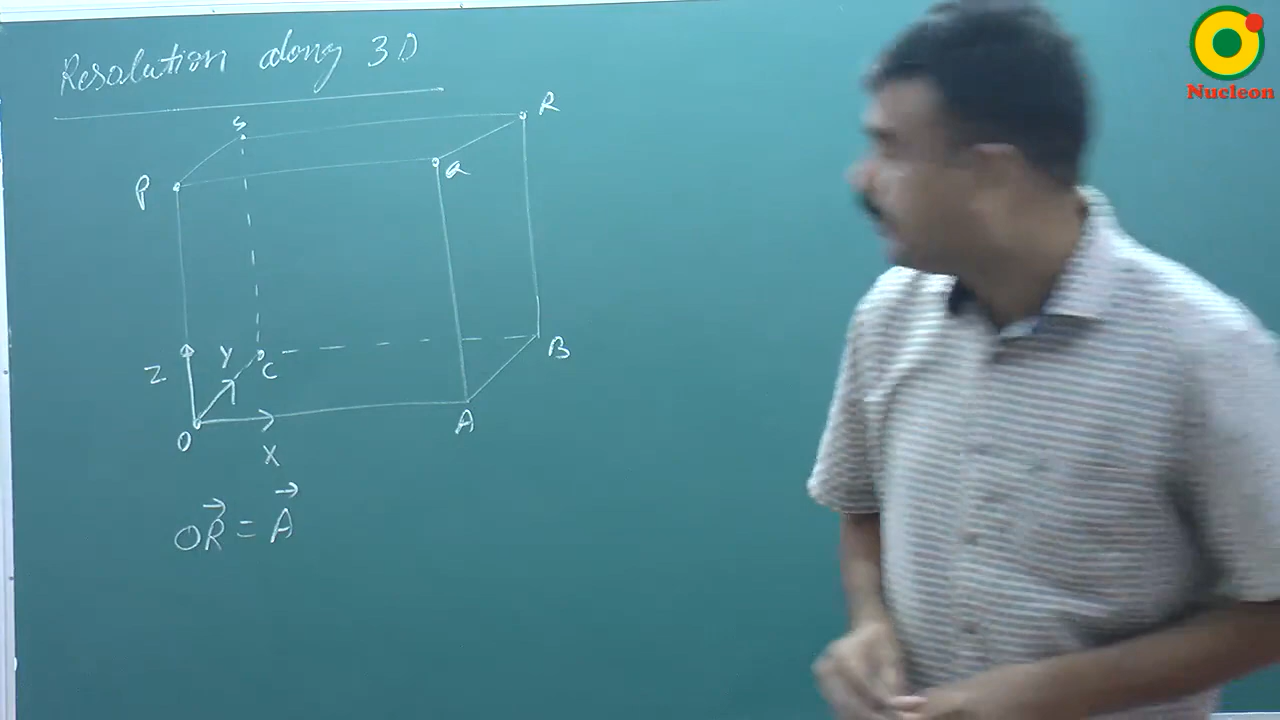 Resolution along 3D
S
R
P
Q
Z
Y
C
B
O
X
A
OR⃗ = A⃗
Nucleon